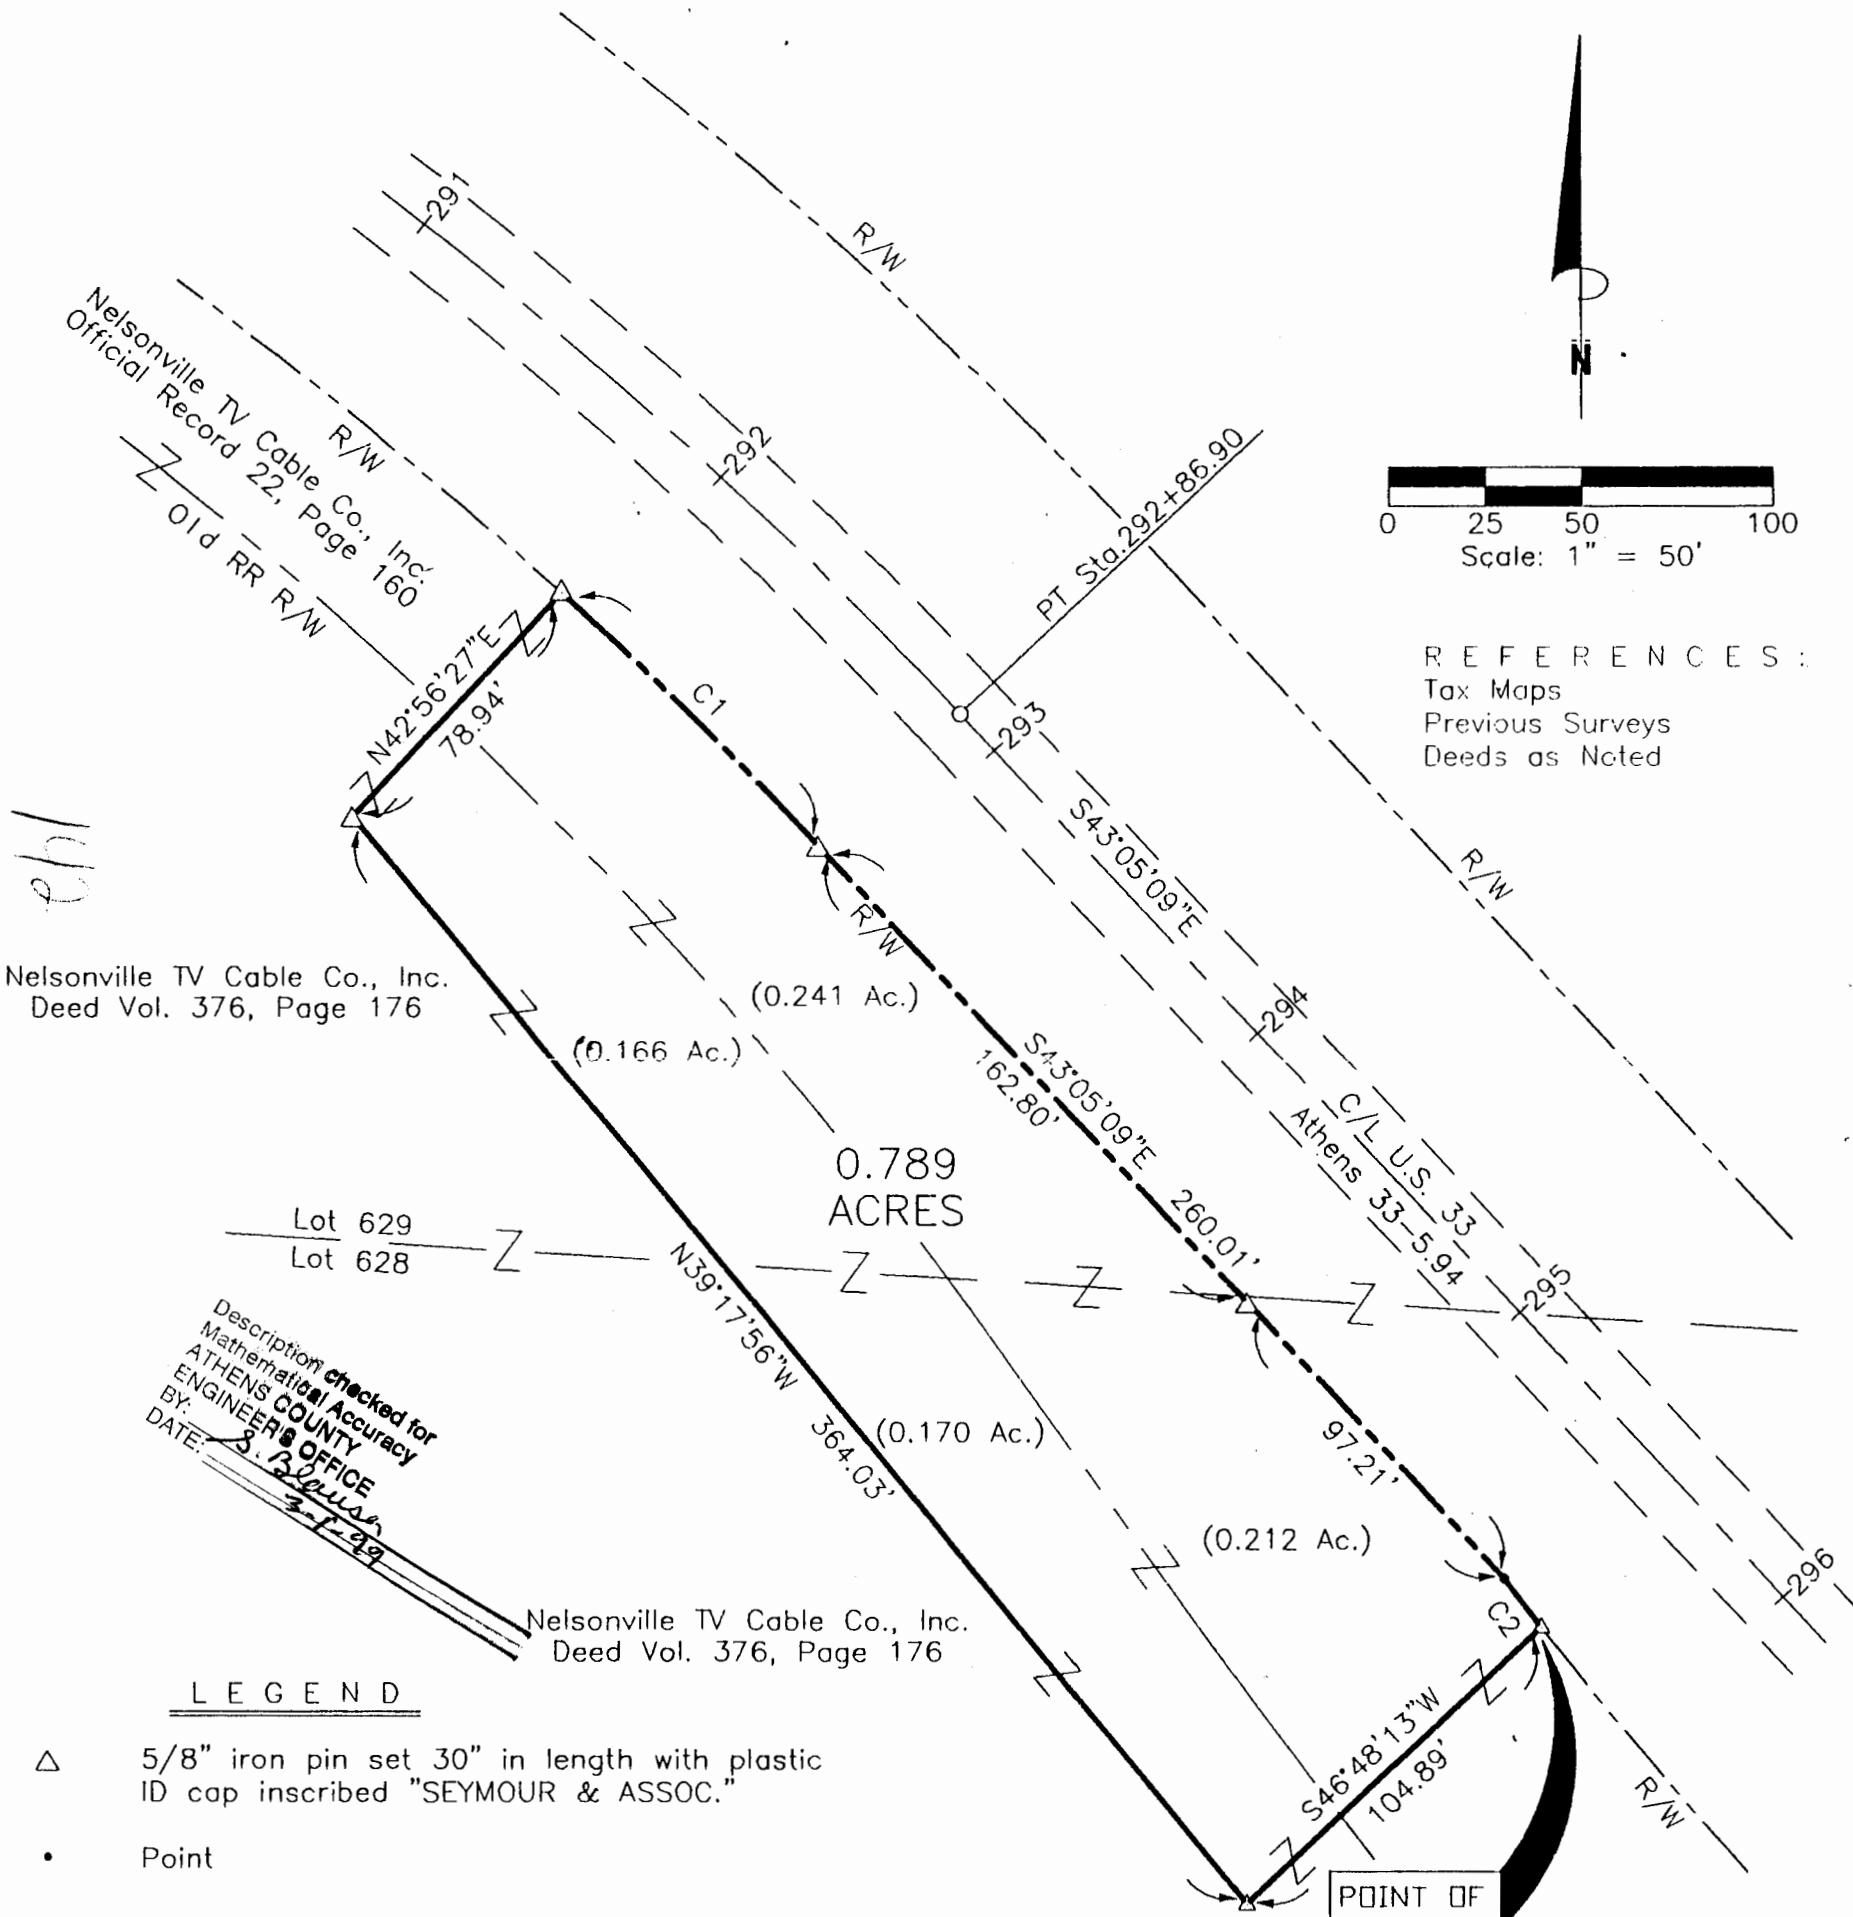 291
R/W
Nelsonville TV Cable Co., Inc.
Official Record 22, Page 160
R/W
Old RR R/W
292
PT Sta.292+86.90
N
0 25 50 100
Scale: 1" = 50'
REFERENCES:
Tax Maps
Previous Surveys
Deeds as Noted
N42°56'27"E
78.94'
C1
293
S43°05'09"E
R/W
R/W
Nelsonville TV Cable Co., Inc.
Deed Vol. 376, Page 176
(0.241 Ac.)
(0.166 Ac.)
294
S43°05'09"E
162.80'
C/L U.S. 33
Athens 33-5.94
0.789
ACRES
260.01'
Lot 629
Lot 628
295
N39°17'56"W
364.03'
Description checked for
Mathematical Accuracy
ATHENS COUNTY
ENGINEER'S OFFICE
BY:
DATE: 3-1-99
(0.170 Ac.)
97.21'
(0.212 Ac.)
296
C2
Nelsonville TV Cable Co., Inc.
Deed Vol. 376, Page 176
LEGEND
5/8" iron pin set 30" in length with plastic
ID cap inscribed "SEYMOUR & ASSOC."
Point
S46°48'13"W
104.89'
R/W
POINT OF